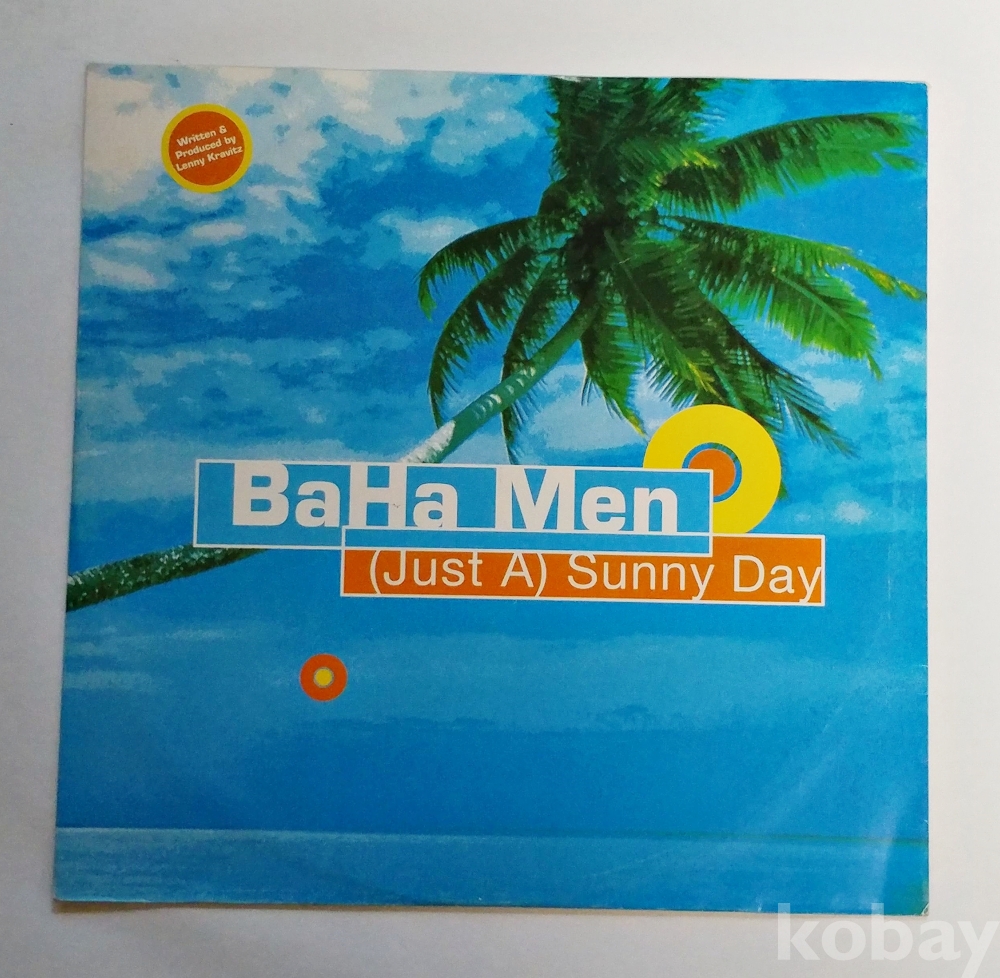 Written &
Produced by
Lenny Kravitz
BaHa Men
(Just A) Sunny Day
kobay